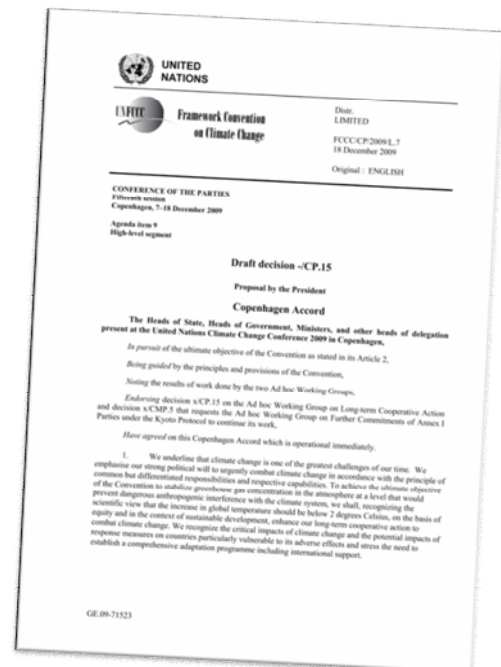 UNITED
NATIONS
UNFCCC
Framework Convention
on Climate Change
Distr.
LIMITED
FCCC/CP/2009/L.7
18 December 2009
Original : ENGLISH
CONFERENCE OF THE PARTIES
Fifteenth session
Copenhagen, 7–18 December 2009
Agenda item 9
High-level segment
Draft decision -/CP.15
Proposal by the President
Copenhagen Accord
The Heads of State, Heads of Government, Ministers, and other heads of delegation
present at the United Nations Climate Change Conference 2009 in Copenhagen,
In pursuit of the ultimate objective of the Convention as stated in its Article 2,
Being guided by the principles and provisions of the Convention,
Noting the results of work done by the two Ad hoc Working Groups,
Endorsing decision x/CP.15 on the Ad hoc Working Group on Long-term Cooperative Action
and decision x/CMP.5 that requests the Ad hoc Working Group on Further Commitments of Annex I
Parties under the Kyoto Protocol to continue its work,
Have agreed on this Copenhagen Accord which is operational immediately.
1. We underline that climate change is one of the greatest challenges of our time. We
emphasise our strong political will to urgently combat climate change in accordance with the principle of
common but differentiated responsibilities and respective capabilities. To achieve the ultimate objective
of the Convention to stabilize greenhouse gas concentration in the atmosphere at a level that would
prevent dangerous anthropogenic interference with the climate system, we shall, recognizing the
scientific view that the increase in global temperature should be below 2 degrees Celsius, on the basis of
equity and in the context of sustainable development, enhance our long-term cooperative action to
combat climate change. We recognize the critical impacts of climate change and the potential impacts of
response measures on countries particularly vulnerable to its adverse effects and stress the need to
establish a comprehensive adaptation programme including international support.
GE.09-71523